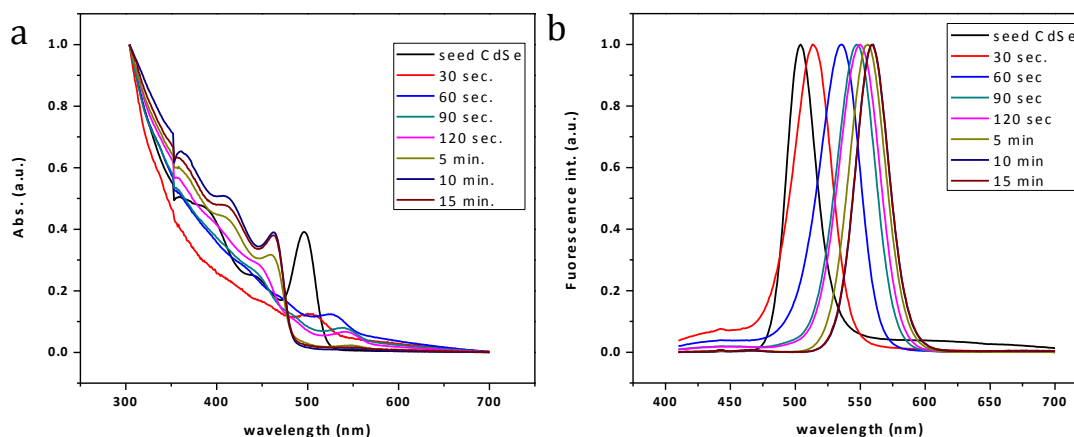 a
Abs. (a.u.)
1.0
0.8
0.6
0.4
0.2
0.0
300
400
500
600
700
wavelength (nm)
seed CdSe
30 sec.
60 sec.
90 sec.
120 sec.
5 min.
10 min.
15 min.
b
Fuorescence int. (a.u.)
1.0
0.8
0.6
0.4
0.2
0.0
400
450
500
550
600
650
700
wavelength (nm)
seed CdSe
30 sec.
60 sec
90 sec
120 sec
5 min
10 min
15 min